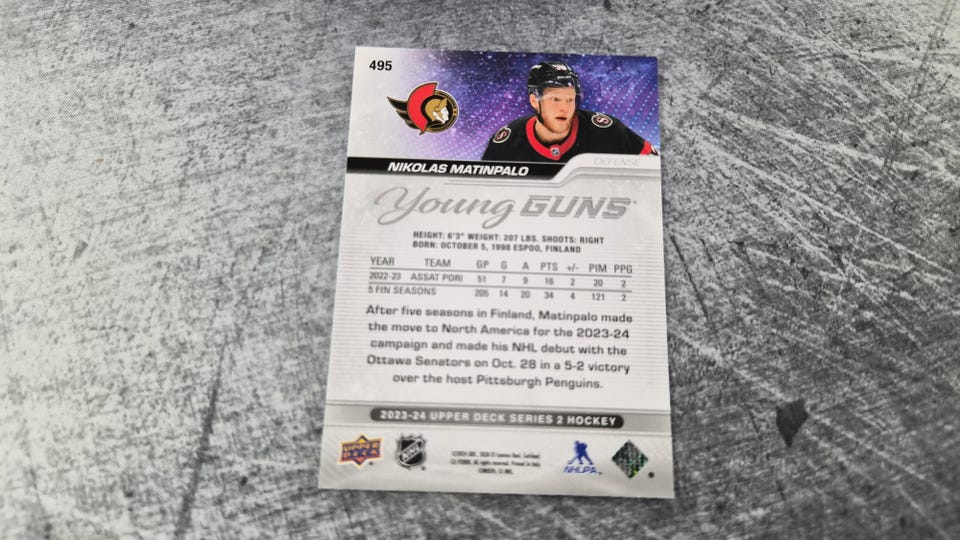 495
DEFENSE
NIKOLAS MATINPALO
Young GUNS
HEIGHT: 6'3" WEIGHT: 207 LBS. SHOOTS: RIGHT
BORN: OCTOBER 5, 1998 ESPOO, FINLAND
YEAR TEAM GP G A PTS +/- PIM PPG
2022-23 ASSAT PORI 51 7 9 16 2 20 2
5 FIN SEASONS 205 14 20 34 4 121 2
After five seasons in Finland, Matinpalo made
the move to North America for the 2023-24
campaign and made his NHL debut with the
Ottawa Senators on Oct. 28 in a 5-2 victory
over the host Pittsburgh Penguins.
2023-24 UPPER DECK SERIES 2 HOCKEY
UPPER DECK
NHL
NHLPA